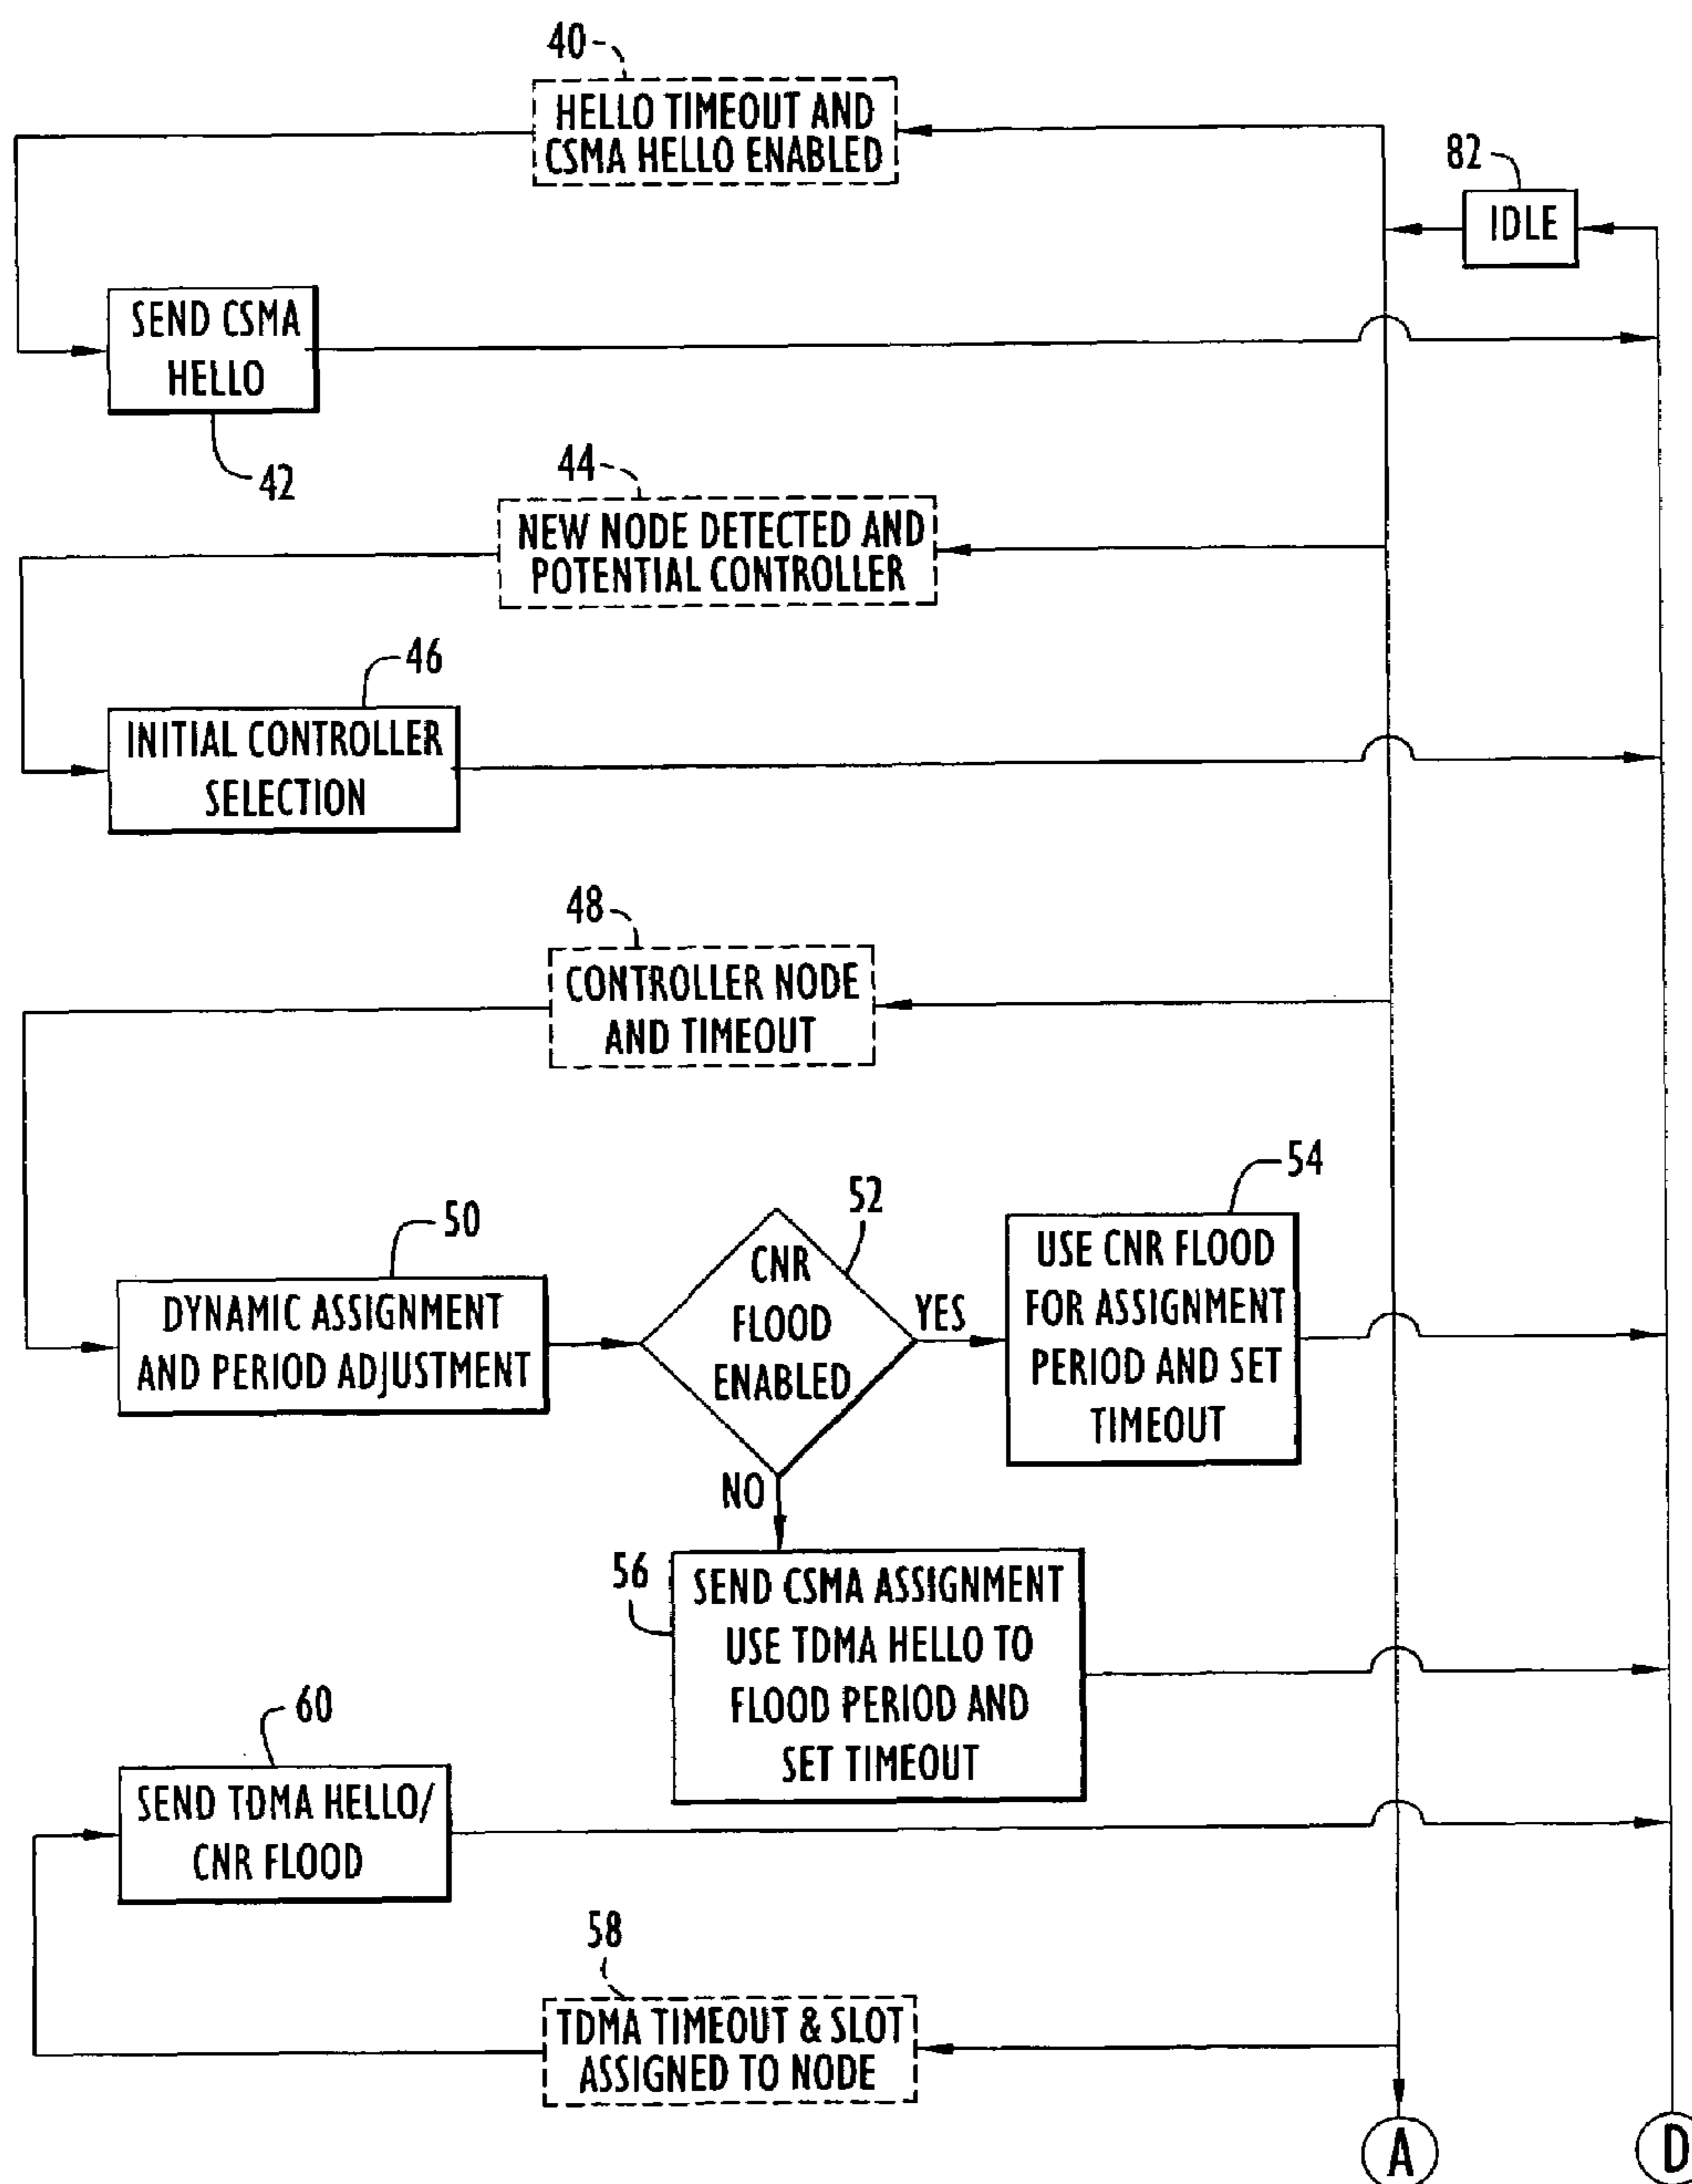 40
HELLO TIMEOUT AND
CSMA HELLO ENABLED
82
IDLE
SEND CSMA
HELLO
42
44
NEW NODE DETECTED AND
POTENTIAL CONTROLLER
46
INITIAL CONTROLLER
SELECTION
48
CONTROLLER NODE
AND TIMEOUT
50
DYNAMIC ASSIGNMENT
AND PERIOD ADJUSTMENT
52
CNR
FLOOD
ENABLED
YES
NO
54
USE CNR FLOOD
FOR ASSIGNMENT
PERIOD AND SET
TIMEOUT
56
SEND CSMA ASSIGNMENT
USE TDMA HELLO TO
FLOOD PERIOD AND
SET TIMEOUT
60
SEND TDMA HELLO/
CNR FLOOD
58
TDMA TIMEOUT & SLOT
ASSIGNED TO NODE
A
D